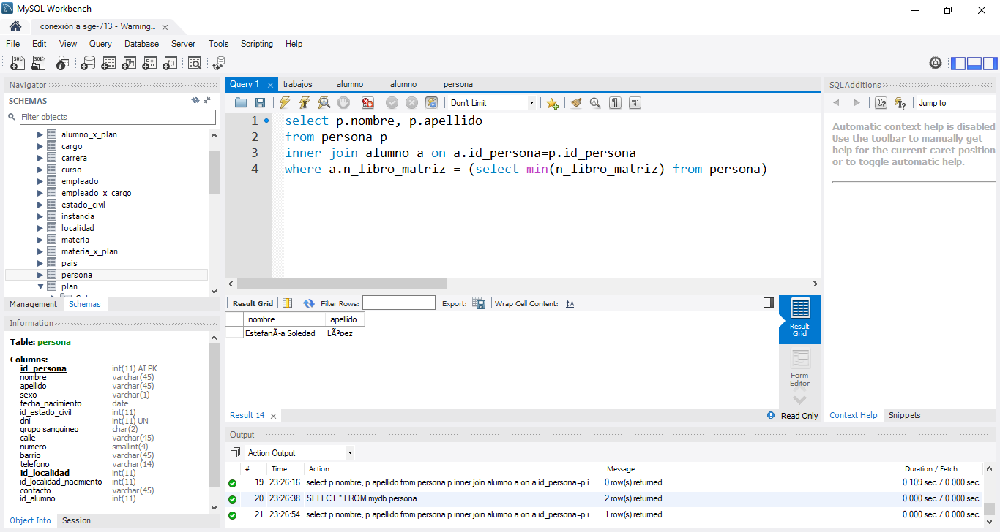 MySQL Workbench
conexión a sge-713 - Warning...
File Edit View Query Database Server Tools Scripting Help
Navigator
SCHEMAS
Filter objects
alumno_x_plan
cargo
carrera
curso
empleado
empleado_x_cargo
estado_civil
instancia
localidad
materia
materia_x_plan
pais
persona
plan
Management Schemas
Information
Table: persona
Columns:
id_persona int(11) AI PK
nombre varchar(45)
apellido varchar(45)
sexo varchar(1)
fecha_nacimiento date
id_estado_civil int(11)
dni int(11) UN
grupo sanguineo char(2)
calle varchar(45)
numero smallint(4)
barrio varchar(45)
telefono varchar(14)
id_localidad int(11)
id_localidad_nacimiento int(11)
contacto varchar(45)
id_alumno int(11)
Object Info Session
Query 1 trabajos alumno alumno persona
Don't Limit
1 select p.nombre, p.apellido
2 from persona p
3 inner join alumno a on a.id_persona=p.id_persona
4 where a.n_libro_matriz = (select min(n_libro_matriz) from persona)
Result Grid Filter Rows: Export: Wrap Cell Content:
nombre apellido
EstefanÃ-a Soledad LÃ³pez
Result Grid
Form Editor
Result 14 Read Only
Output
Action Output
# Time Action Message Duration / Fetch
19 23:26:16 select p.nombre, p.apellido from persona p inner join alumno a on a.id_persona=p.i... 0 row(s) returned 0.109 sec / 0.000 sec
20 23:26:38 SELECT * FROM mydb.persona 2 row(s) returned 0.000 sec / 0.000 sec
21 23:26:54 select p.nombre, p.apellido from persona p inner join alumno a on a.id_persona=p.i... 1 row(s) returned 0.000 sec / 0.000 sec
SQLAdditions
Jump to
Automatic context help is disabled
Use the toolbar to manually get
help for the current caret position
or to toggle automatic help.
Context Help Snippets